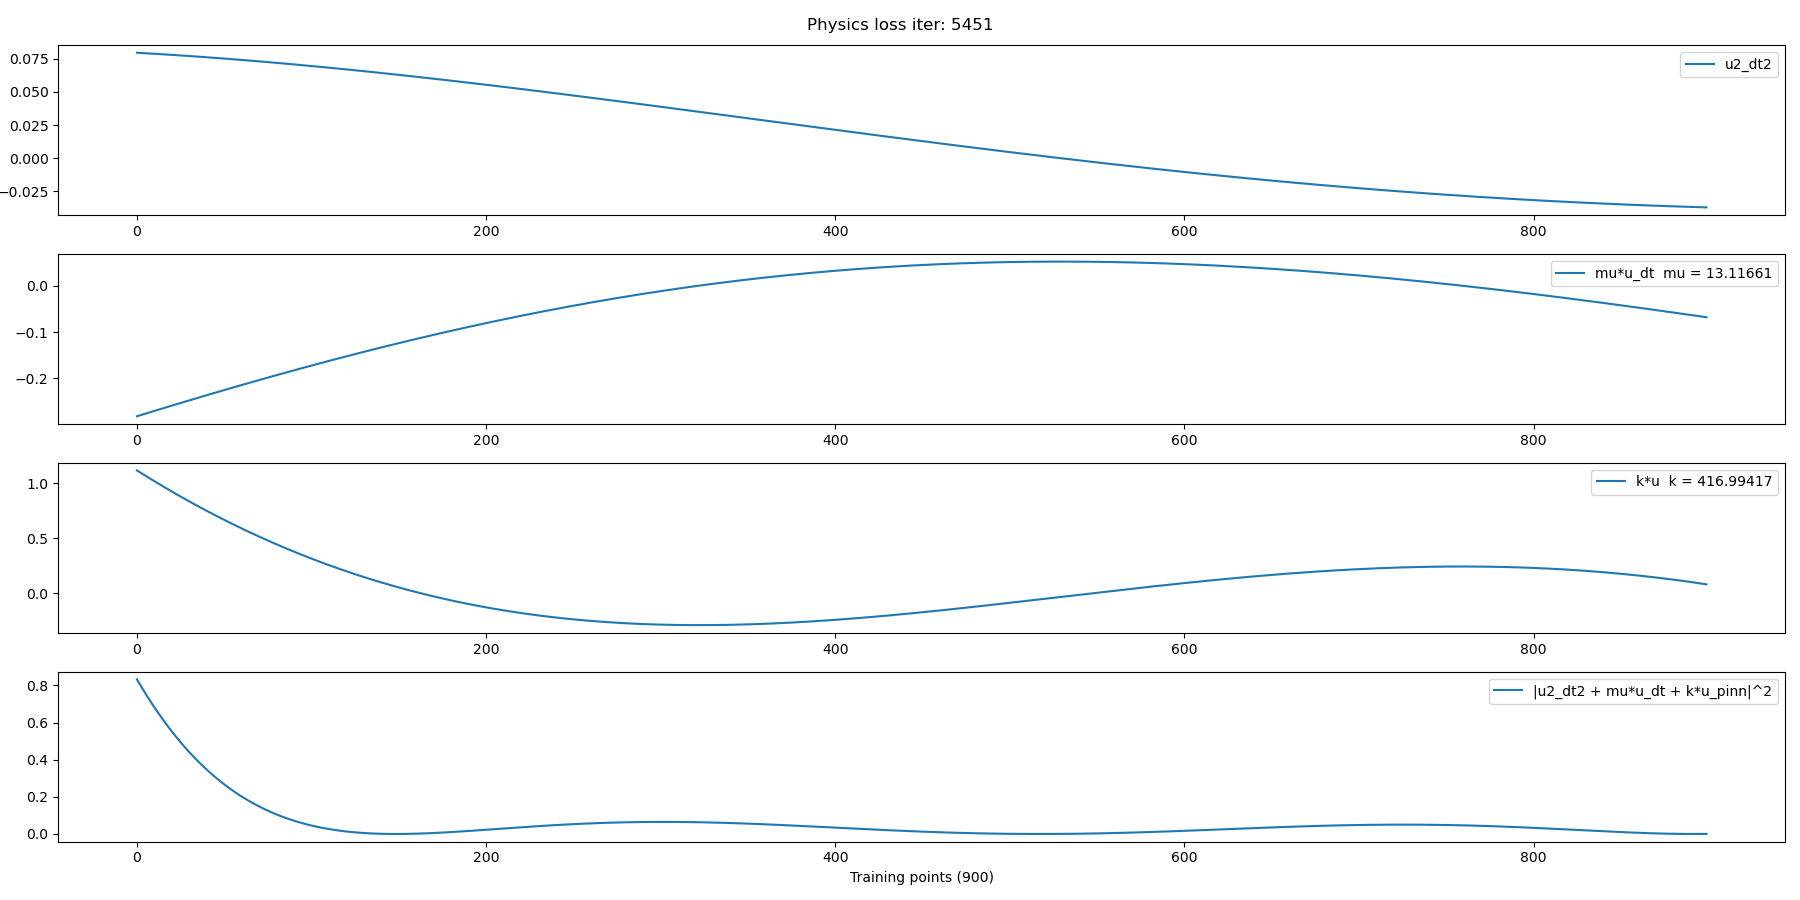 Physics loss iter: 5451
0.075
0.050
0.025
0.000
−0.025
u2_dt2
0 200 400 600 800
0.0
−0.1
−0.2
mu*u_dt  mu = 13.11661
0 200 400 600 800
1.0
0.5
0.0
k*u  k = 416.99417
0 200 400 600 800
0.8
0.6
0.4
0.2
0.0
|u2_dt2 + mu*u_dt + k*u_pinn|^2
0 200 400 600 800
Training points (900)